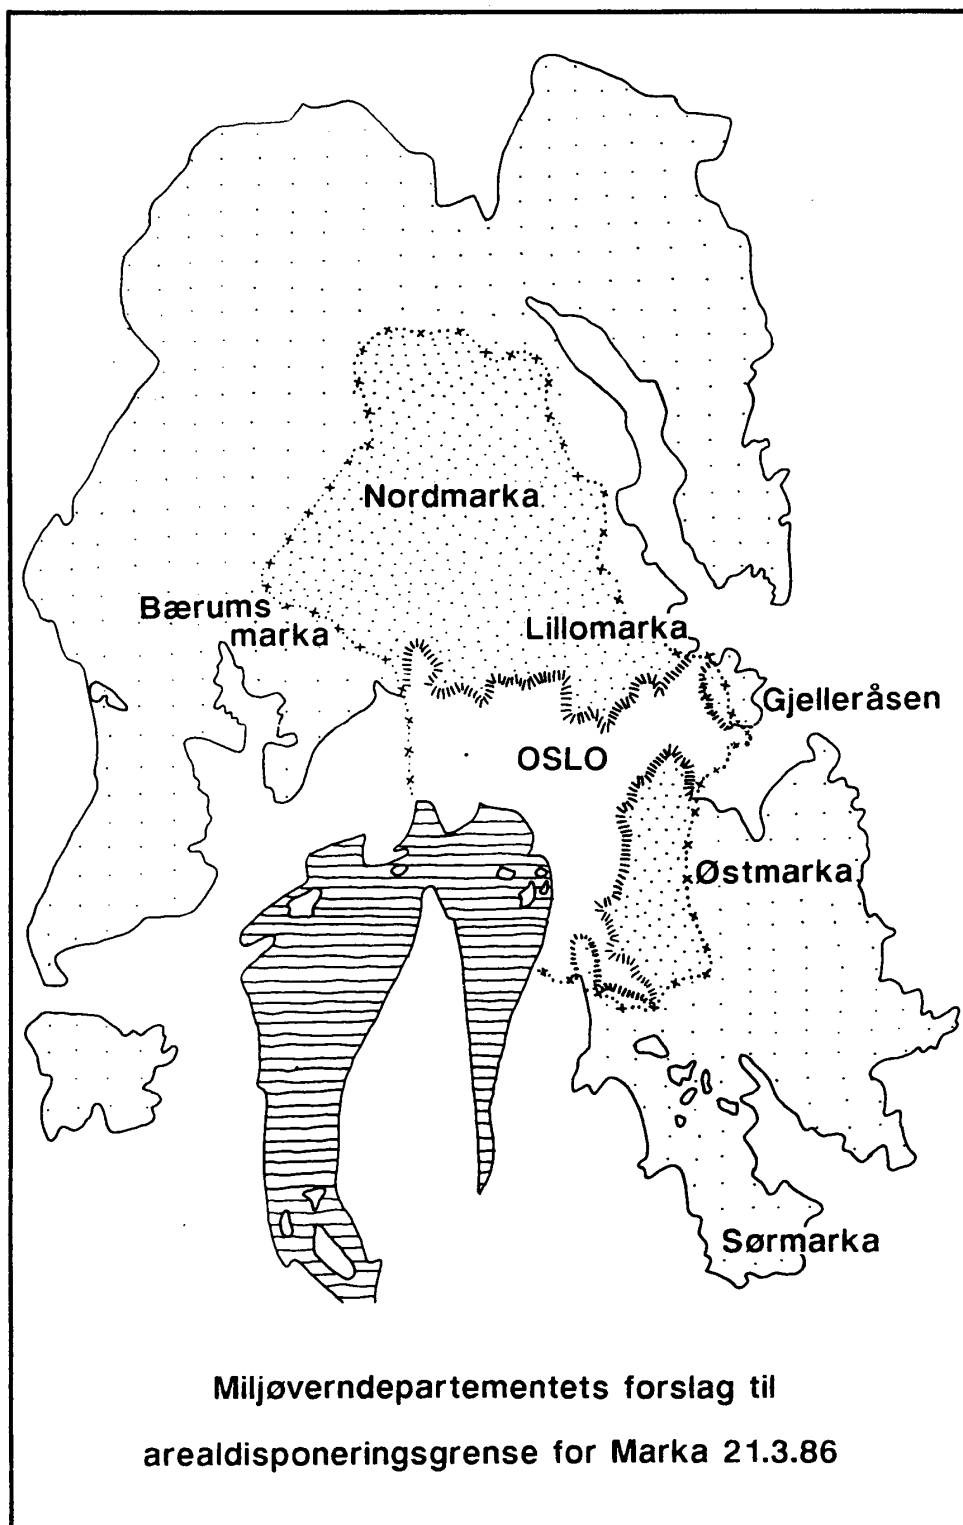 Nordmarka
Bærums
marka
Lillomarka
Gjelleråsen
OSLO
Østmarka
Sørmarka
Miljøverndepartementets forslag til
arealdisponeringsgrense for Marka 21.3.86